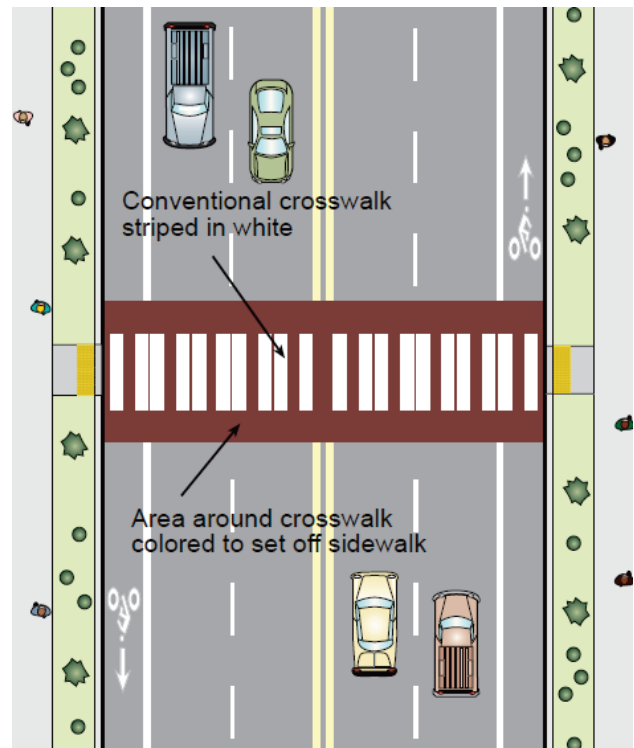 Conventional crosswalk
striped in white
Area around crosswalk
colored to set off sidewalk